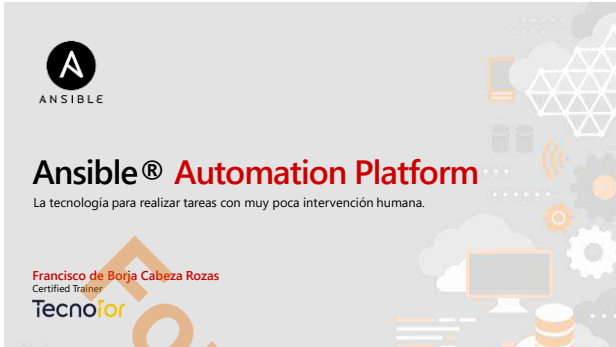 ANSIBLE
Ansible® Automation Platform
La tecnología para realizar tareas con muy poca intervención humana.
Francisco de Borja Cabeza Rozas
Certified Trainer
Tecnofor